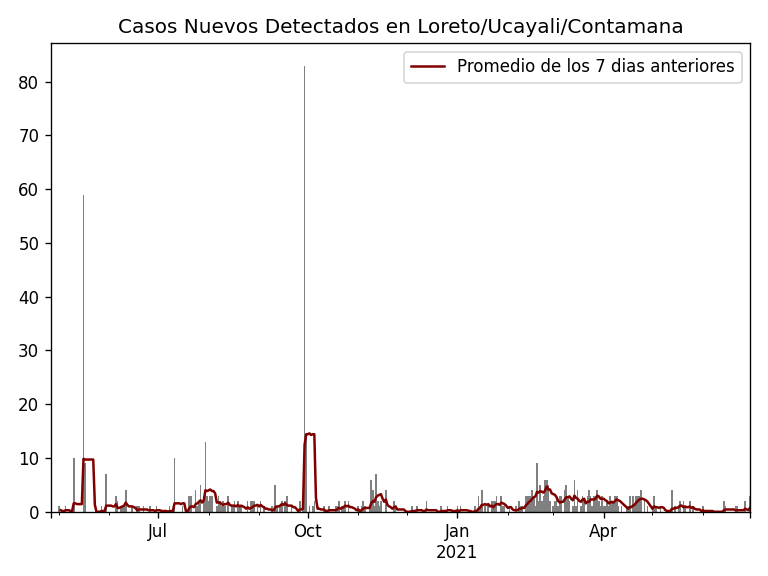 Casos Nuevos Detectados en Loreto/Ucayali/Contamana
Promedio de los 7 dias anteriores
80
70
60
50
40
30
20
10
0
Jul
Oct
Jan
Apr
2021